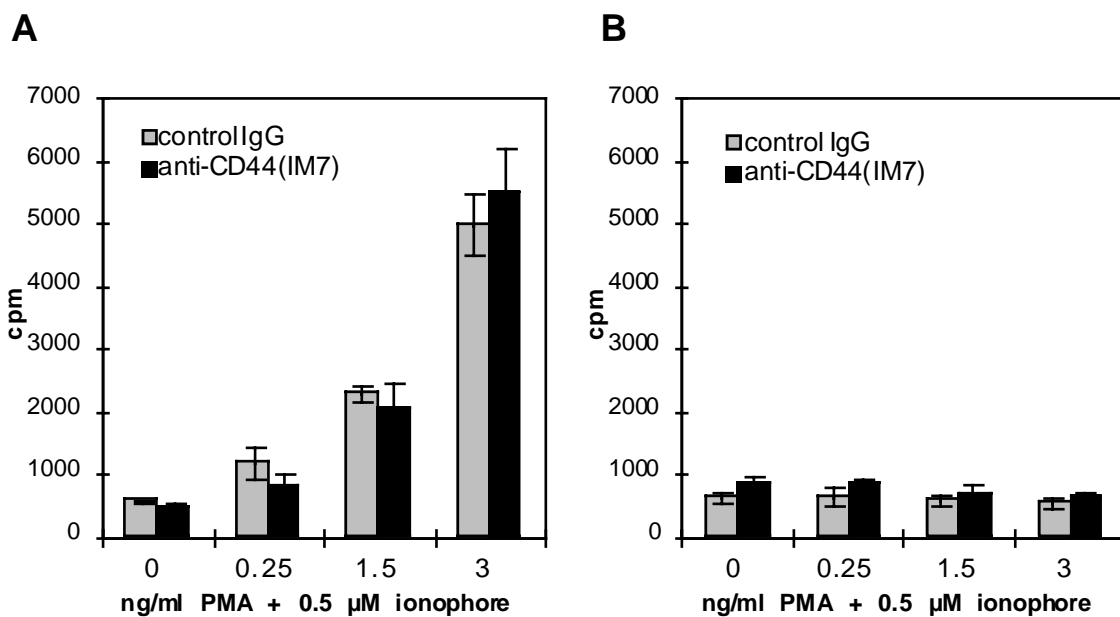 A
7000
6000
5000
4000
3000
2000
1000
0
cpm
control IgG
anti-CD44(IM7)
0 0.25 1.5 3
ng/ml PMA + 0.5 µM ionophore
B
7000
6000
5000
4000
3000
2000
1000
0
cpm
control IgG
anti-CD44(IM7)
0 0.25 1.5 3
ng/ml PMA + 0.5 µM ionophore